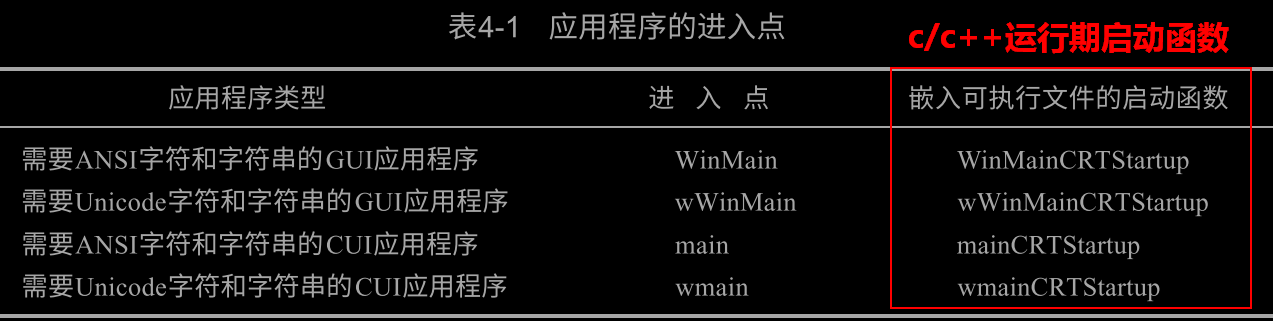 表4-1 应用程序的进入点
c/c++运行期启动函数
应用程序类型 进 入 点 嵌入可执行文件的启动函数
需要ANSI字符和字符串的GUI应用程序 WinMain WinMainCRTStartup
需要Unicode字符和字符串的GUI应用程序 wWinMain wWinMainCRTStartup
需要ANSI字符和字符串的CUI应用程序 main mainCRTStartup
需要Unicode字符和字符串的CUI应用程序 wmain wmainCRTStartup